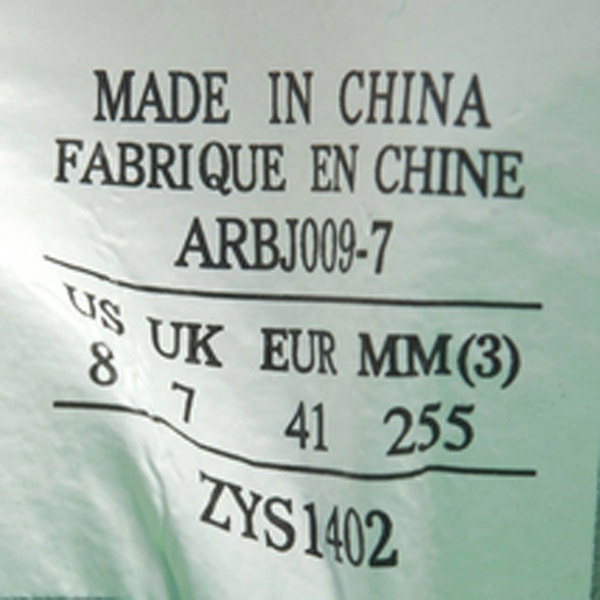 MADE IN CHINA
FABRIQUE EN CHINE
ARBJ009-7
US UK EUR MM(3)
8 7 41 255
ZYS1402